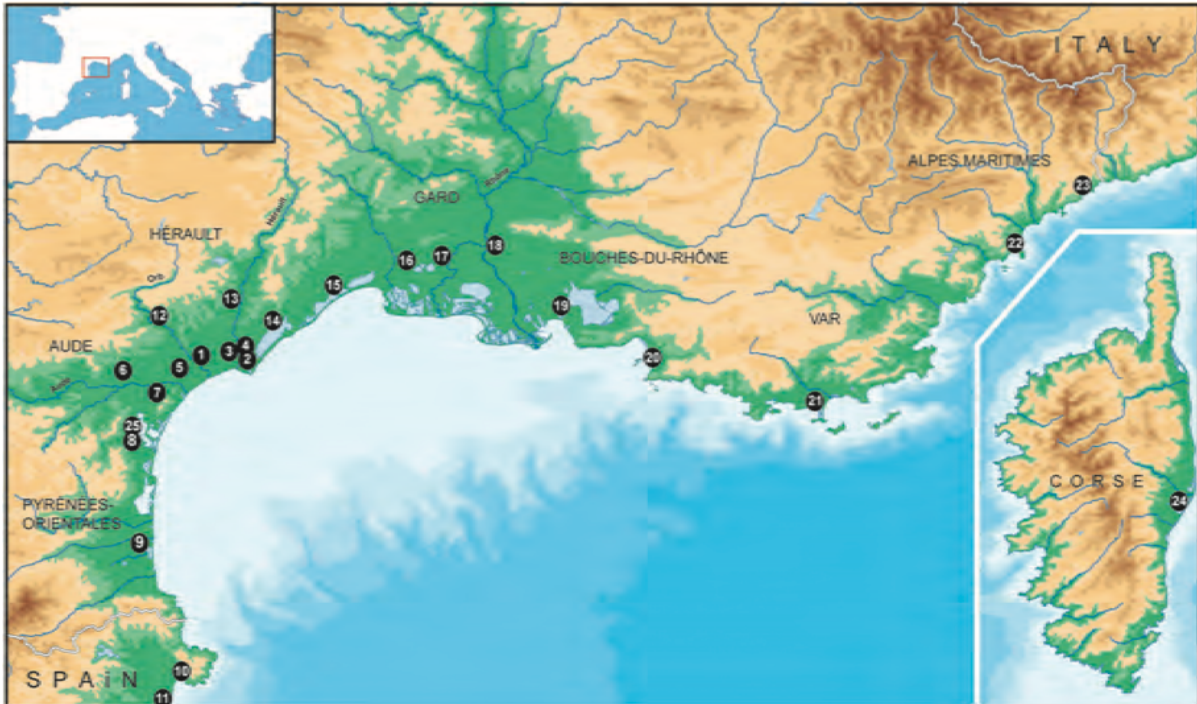 ITALY
ALPES MARITIMES
23
Rhône
GARD
Hérault
HÉRAULT
22
18
17
16
BOUCHES-DU-RHÔNE
Orb
15
13
19
12
14
VAR
AUDE
4
3
1
2
20
5
6
Aude
7
21
25
8
CORSE
24
PYRÉNÉES-
ORIENTALES
9
SPAiN
10
11